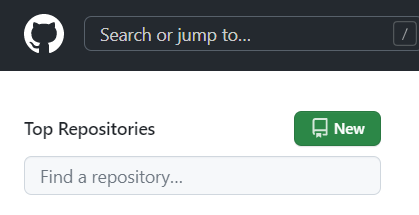 Search or jump to...
/
Top Repositories
New
Find a repository...